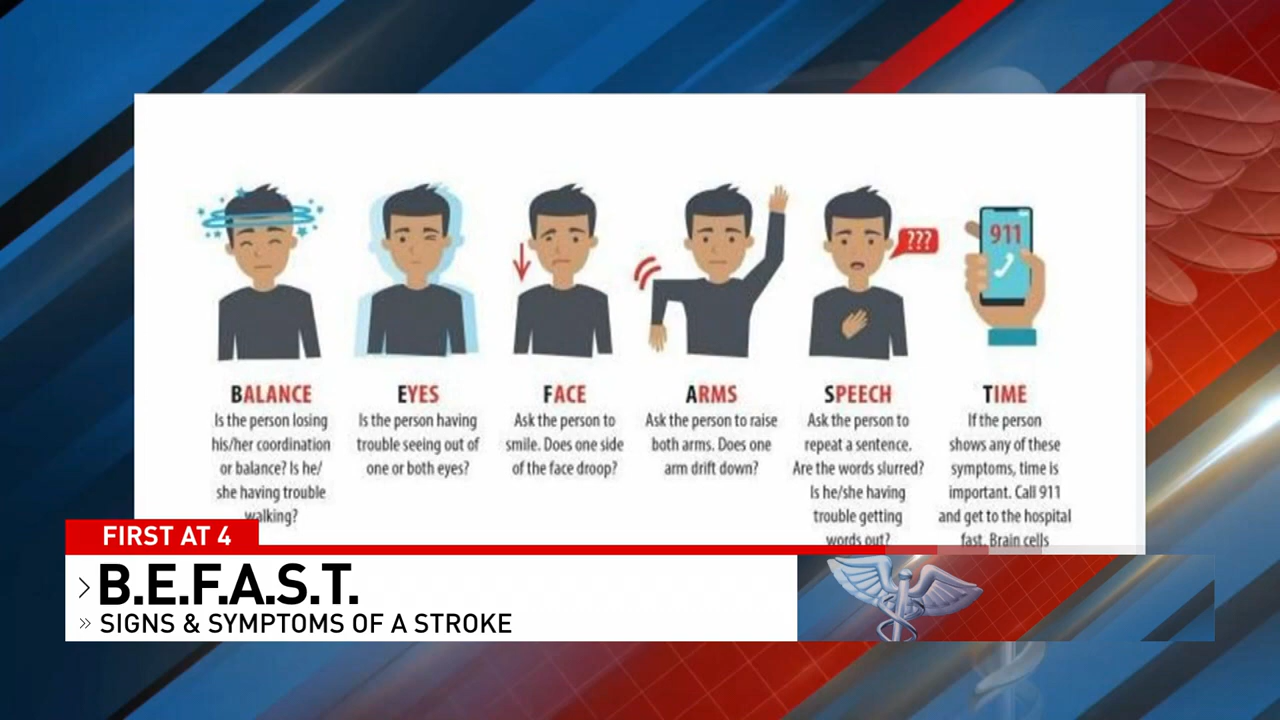 911
???
BALANCE
Is the person losing
his/her coordination
or balance? Is he/
she having trouble
walking?
EYES
Is the person having
trouble seeing out of
one or both eyes?
FACE
Ask the person to
smile. Does one side
of the face droop?
ARMS
Ask the person to raise
both arms. Does one
arm drift down?
SPEECH
Ask the person to
repeat a sentence.
Are the words slurred?
Is he/she having
trouble getting
words out?
TIME
If the person
shows any of these
symptoms, time is
important. Call 911
and get to the hospital
fast. Brain cells
FIRST AT 4
B.E.F.A.S.T.
SIGNS & SYMPTOMS OF A STROKE